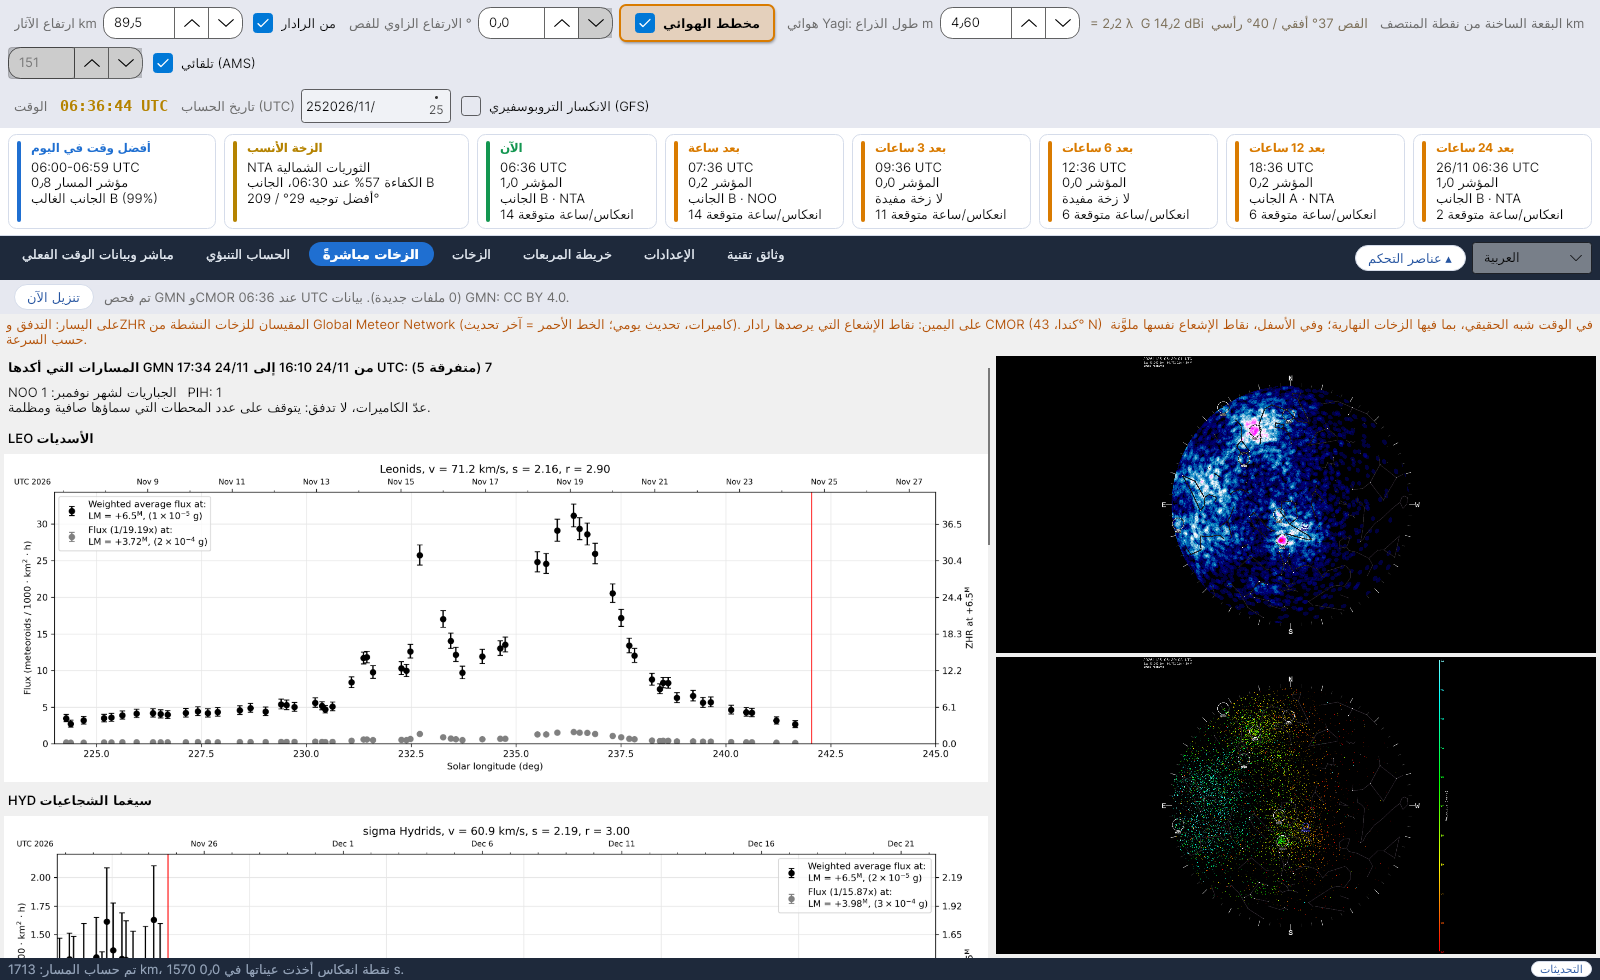 ارتفاع الآثار km 89٫5 من الرادار الارتفاع الزاوي للفص ° 0٫0 مخطط الهوائي هوائي Yagi: طول الذراع m 4٫60 = 2٫2 λ G 14٫2 dBi الفص 37° أفقي / 40° رأسي البقعة الساخنة من نقطة المنتصف km
151 تلقائي (AMS)
الوقت 06:36:44 UTC تاريخ الحساب (UTC) 252026/11/ 25 الانكسار التروبوسفيري (GFS)
أفضل وقت في اليوم
06:00-06:59 UTC
مؤشر المسار 0٫8
الجانب الغالب B (99%)
الزخة الأنسب
الثوريات الشمالية NTA
الكفاءة 57% عند 06:30، الجانب B
أفضل توجيه 29° / 209°
الآن
06:36 UTC
المؤشر 1٫0
الجانب B · NTA
انعكاس/ساعة متوقعة 14
بعد ساعة
07:36 UTC
المؤشر 0٫2
الجانب B · NOO
انعكاس/ساعة متوقعة 14
بعد 3 ساعات
09:36 UTC
المؤشر 0٫0
لا زخة مفيدة
انعكاس/ساعة متوقعة 11
بعد 6 ساعات
12:36 UTC
المؤشر 0٫0
لا زخة مفيدة
انعكاس/ساعة متوقعة 6
بعد 12 ساعات
18:36 UTC
المؤشر 0٫2
الجانب A · NTA
انعكاس/ساعة متوقعة 6
بعد 24 ساعات
26/11 06:36 UTC
المؤشر 1٫0
الجانب B · NTA
انعكاس/ساعة متوقعة 2
مباشر وبيانات الوقت الفعلي الحساب التنبؤي الزخات مباشرةً الزخات خريطة المربعات الإعدادات وثائق تقنية ▴ عناصر التحكم العربية
تنزيل الآن تم فحص GMN وCMOR عند 06:36 UTC (0 ملفات جديدة). بيانات GMN: CC BY 4.0.
على اليسار: التدفق وZHR المقيسان للزخات النشطة من Global Meteor Network (كاميرات، تحديث يومي؛ الخط الأحمر = آخر تحديث). على اليمين: نقاط الإشعاع التي يرصدها رادار CMOR (كندا، 43° N) في الوقت شبه الحقيقي، بما فيها الزخات النهارية؛ وفي الأسفل، نقاط الإشعاع نفسها ملوَّنة
حسب السرعة.
المسارات التي أكدها GMN من 24/11 16:10 إلى 24/11 17:34 UTC: 7 (5 متفرقة)
NOO الجباريات لشهر نوفمبر: 1 PIH: 1
عدّ الكاميرات، لا تدفق: يتوقف على عدد المحطات التي سماؤها صافية ومظلمة.
LEO الأسديات
Leonids, v = 71.2 km/s, s = 2.16, r = 2.90
UTC 2026 Nov 9 Nov 11 Nov 13 Nov 15 Nov 17 Nov 19 Nov 21 Nov 23 Nov 25 Nov 27
Weighted average flux at:
LM = +6.5ᴹ, (1 × 10⁻⁵ g)
Flux (1/19.19x) at:
LM = +3.72ᴹ, (2 × 10⁻⁴ g)
30 36.5
25 30.4
20 24.4
15 18.3
10 12.2
5 6.1
0 0.0
Flux (meteoroids / 1000 · km² · h)
ZHR at +6.5ᴹ
225.0 227.5 230.0 232.5 235.0 237.5 240.0 242.5 245.0
Solar longitude (deg)
HYD سيغما الشجاعيات
sigma Hydrids, v = 60.9 km/s, s = 2.19, r = 3.00
UTC 2026 Nov 26 Dec 1 Dec 6 Dec 11 Dec 16 Dec 21
Weighted average flux at:
LM = +6.5ᴹ, (2 × 10⁻⁵ g)
Flux (1/15.87x) at:
LM = +3.98ᴹ, (3 × 10⁻⁴ g)
2.00 2.19
1.75 1.92
1.50 1.65
00 · km² · h)
N
E W
S
N
E W
S
تم حساب المسار: 1713 نقطة انعكاس أخذت عيناتها في 0٫0 s، 1570 km.
التحديثات